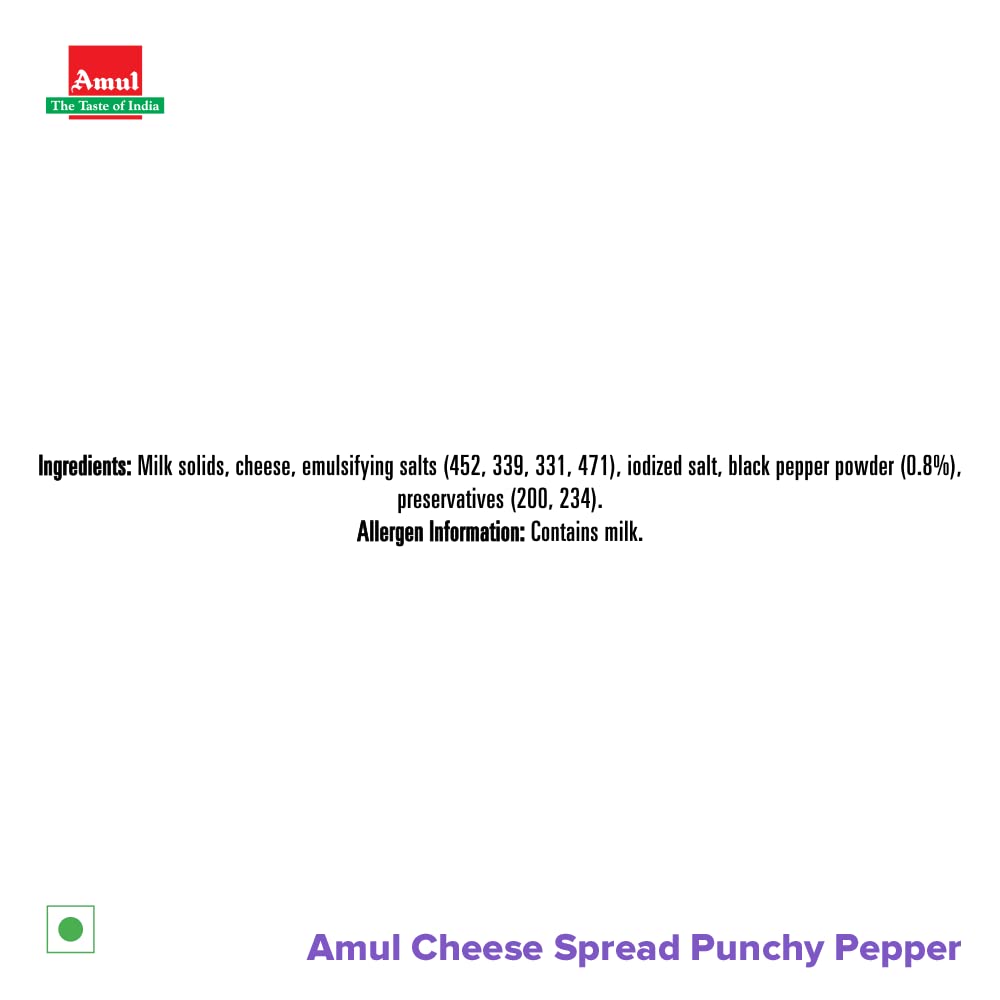 Amul
The Taste of India
Ingredients: Milk solids, cheese, emulsifying salts (452, 339, 331, 471), iodized salt, black pepper powder (0.8%),
preservatives (200, 234).
Allergen Information: Contains milk.
Amul Cheese Spread Punchy Pepper